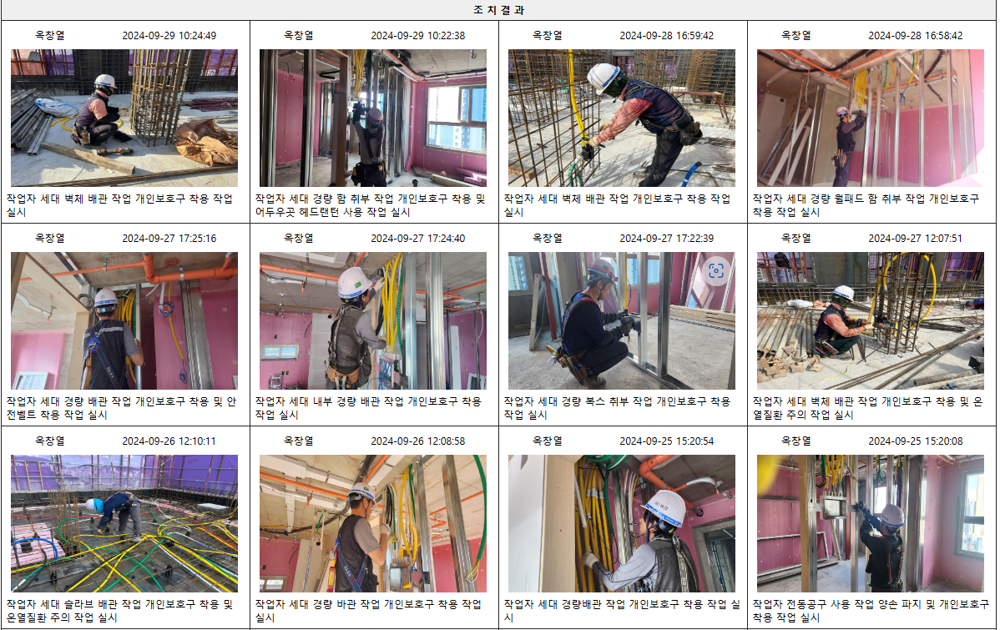 조 치 결 과
옥창열 2024-09-29 10:24:49
옥창열 2024-09-29 10:22:38
옥창열 2024-09-28 16:59:42
옥창열 2024-09-28 16:58:42
작업자 세대 벽체 배관 작업 개인보호구 착용 작업
실시
작업자 세대 경량 함 취부 작업 개인보호구 착용 및
어두우곳 헤드랜턴 사용 작업 실시
작업자 세대 벽체 배관 작업 개인보호구 착용 작업
실시
작업자 세대 경량 월패드 함 취부 작업 개인보호구
착용 작업 실시
옥창열 2024-09-27 17:25:16
옥창열 2024-09-27 17:24:40
옥창열 2024-09-27 17:22:39
옥창열 2024-09-27 12:07:51
작업자 세대 경량 배관 작업 개인보호구 착용 및 안
전벨트 착용 작업 실시
작업자 세대 내부 경량 배관 작업 개인보호구 착용
작업 실시
작업자 세대 경량 복스 취부 작업 개인보호구 착용
작업 실시
작업자 세대 벽체 배관 작업 개인보호구 착용 및 온
열질환 주의 작업 실시
옥창열 2024-09-26 12:10:11
옥창열 2024-09-26 12:08:58
옥창열 2024-09-25 15:20:54
옥창열 2024-09-25 15:20:08
작업자 세대 슬라브 배관 작업 개인보호구 착용 및
온열질환 주의 작업 실시
작업자 세대 경량 바관 작업 개인보호구 착용 작업
실시
작업자 세대 경량배관 작업 개인보호구 착용 작업 실
시
작업자 전동공구 사용 작업 양손 파지 및 개인보호구
착용 작업 실시